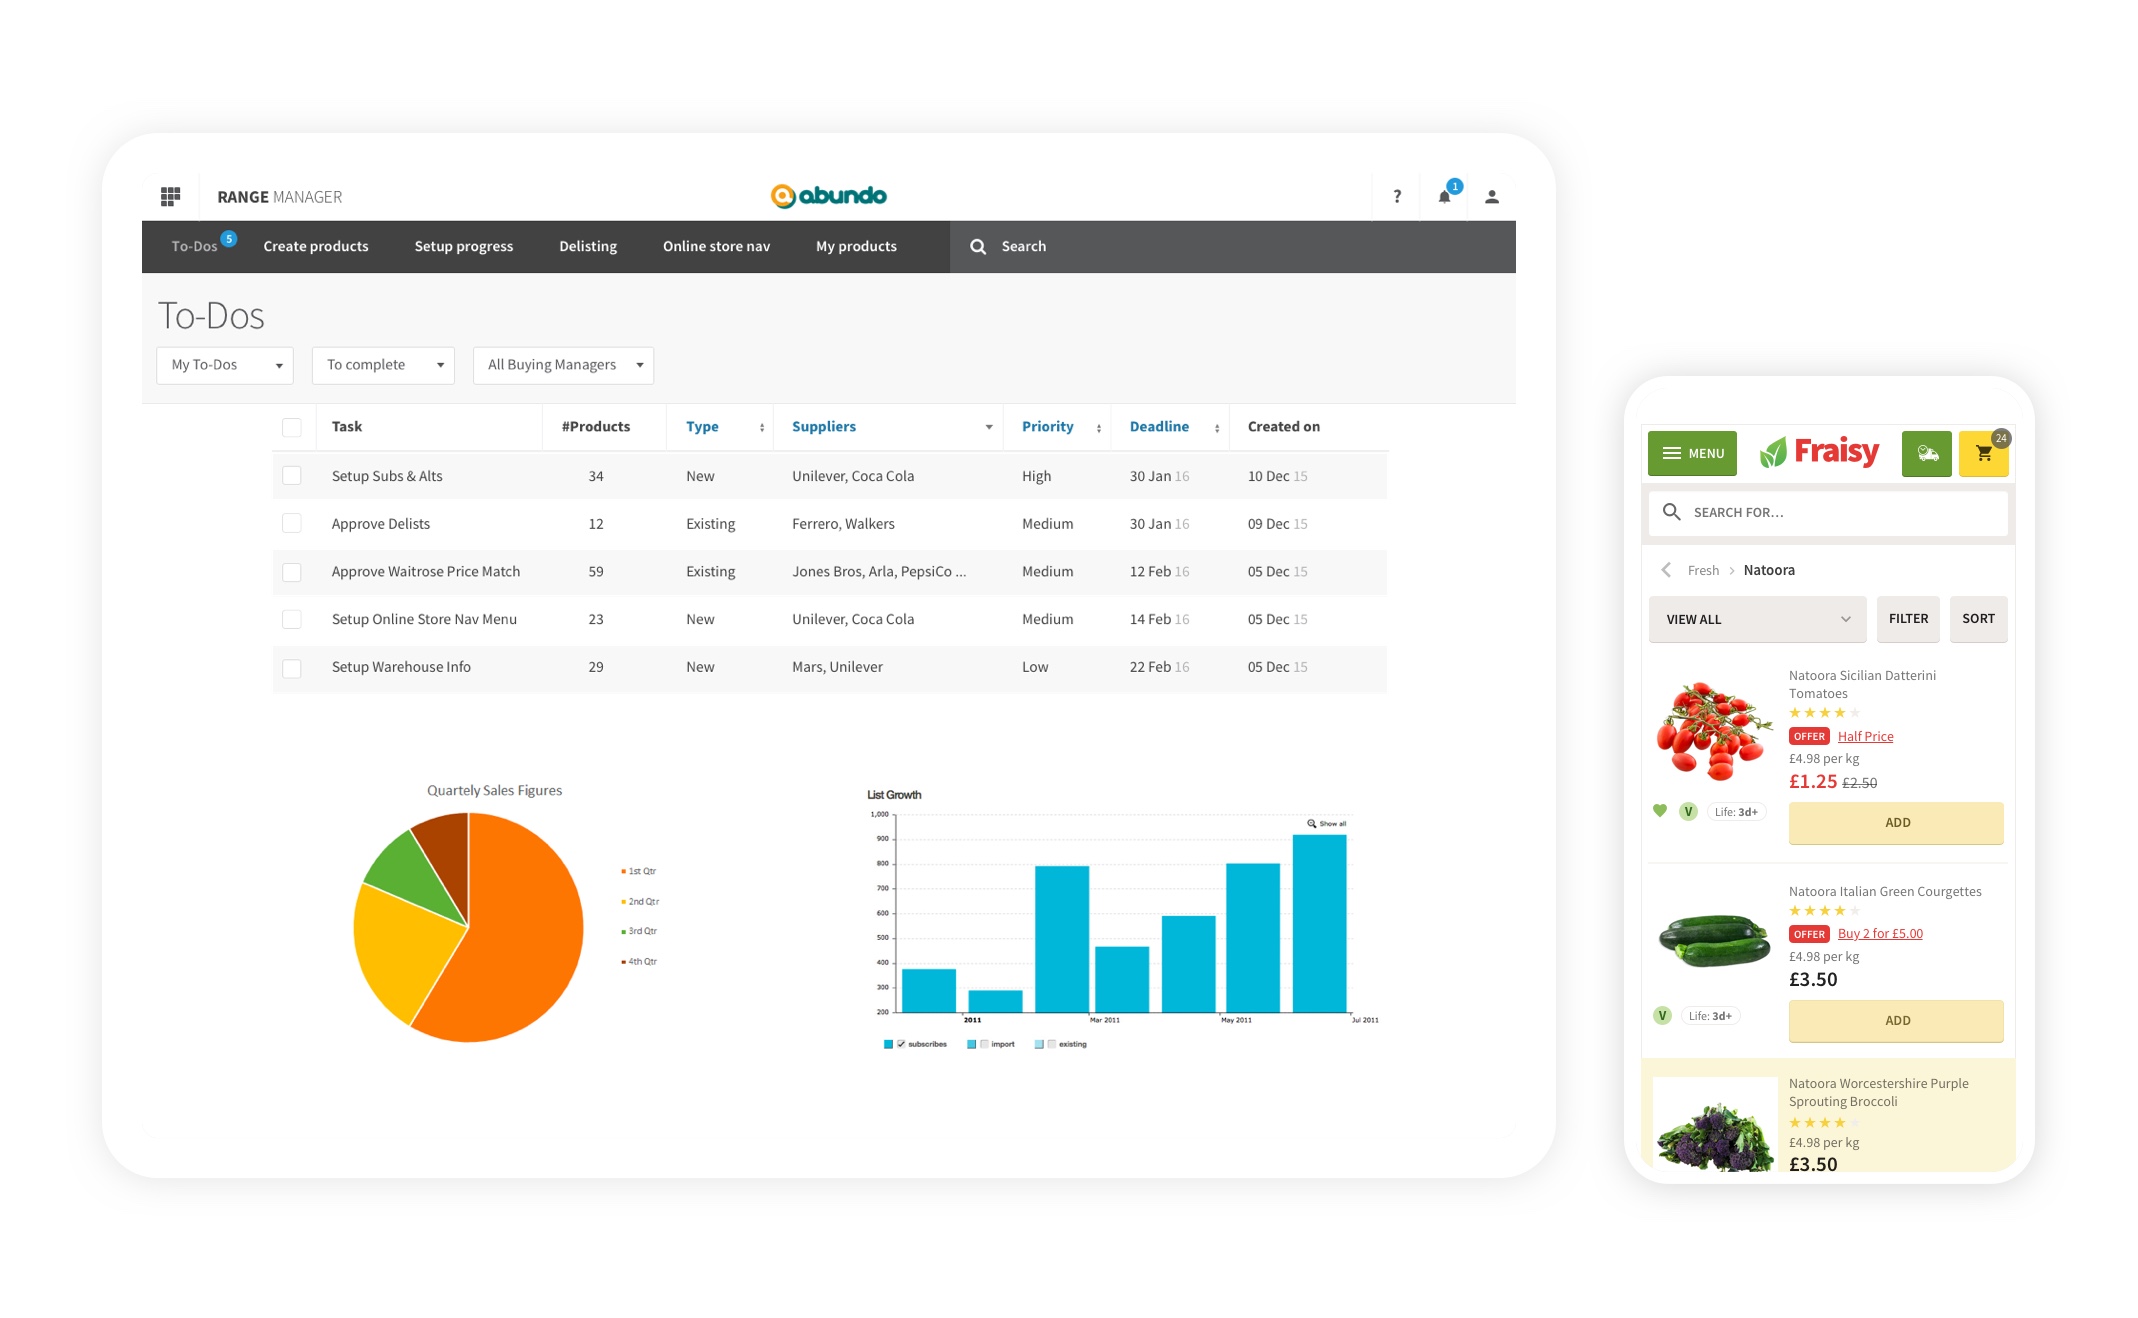 RANGE MANAGER
abundo
?
1
To-Dos 5
Create products
Setup progress
Delisting
Online store nav
My products
Search
To-Dos
My To-Dos
To complete
All Buying Managers
Task #Products Type Suppliers Priority Deadline Created on
Setup Subs & Alts 34 New Unilever, Coca Cola High 30 Jan 16 10 Dec 15
Approve Delists 12 Existing Ferrero, Walkers Medium 30 Jan 16 09 Dec 15
Approve Waitrose Price Match 59 Existing Jones Bros, Arla, PepsiCo ... Medium 12 Feb 16 05 Dec 15
Setup Online Store Nav Menu 23 New Unilever, Coca Cola Medium 14 Feb 16 05 Dec 15
Setup Warehouse Info 29 New Mars, Unilever Low 22 Feb 16 05 Dec 15
Quartely Sales Figures
1st Qtr
2nd Qtr
3rd Qtr
4th Qtr
List Growth
Show all
1,000
900
800
700
600
500
400
300
200
2011 Mar 2011 May 2011 Jul 2011
subscribes import existing
MENU
Fraisy
24
SEARCH FOR...
Fresh > Natoora
VIEW ALL
FILTER
SORT
Natoora Sicilian Datterini
Tomatoes
OFFER Half Price
£4.98 per kg
£1.25 £2.50
V Life: 3d+
ADD
Natoora Italian Green Courgettes
OFFER Buy 2 for £5.00
£4.98 per kg
£3.50
V Life: 3d+
ADD
Natoora Worcestershire Purple
Sprouting Broccoli
£4.98 per kg
£3.50